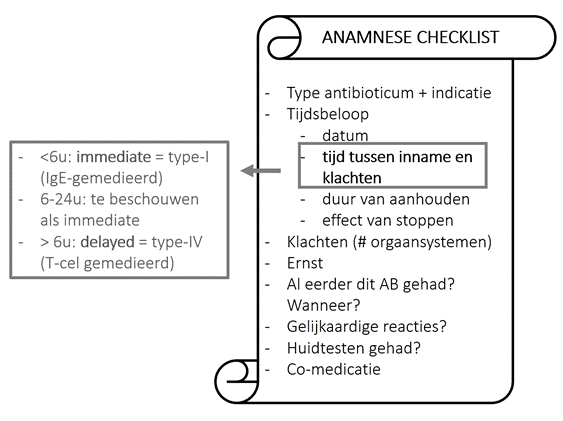 ANAMNESE CHECKLIST
- Type antibioticum + indicatie
- Tijdsbeloop
- datum
- tijd tussen inname en
klachten
- duur van aanhouden
- effect van stoppen
- Klachten (# orgaansystemen)
- Ernst
- Al eerder dit AB gehad?
Wanneer?
- Gelijkaardige reacties?
- Huidtesten gehad?
- Co-medicatie
- <6u: immediate = type-I
(IgE-gemedieerd)
- 6-24u: te beschouwen
als immediate
- > 6u: delayed = type-IV
(T-cel gemedieerd)